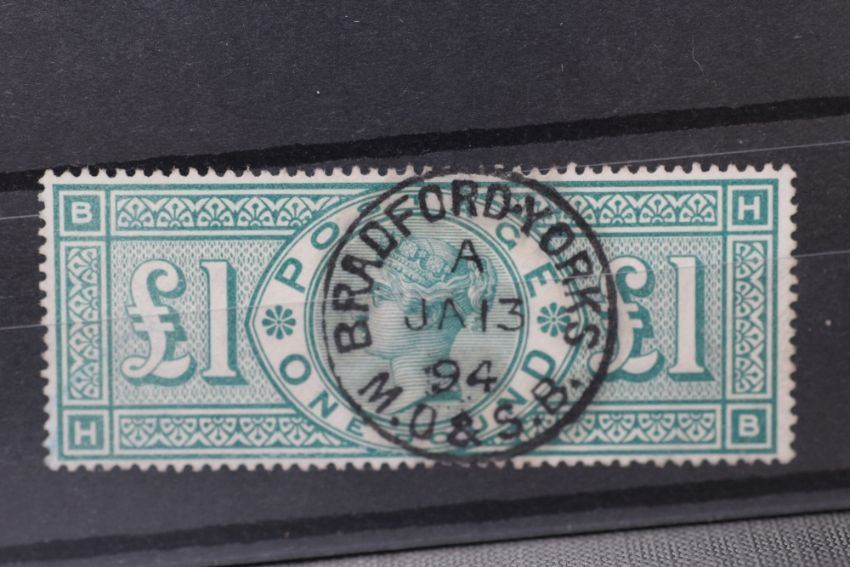 B H
£1 £1
POSTAGE
ONE POUND
H B
BRADFORD·YORKS
A
JA 13
94
M.O & S.B.